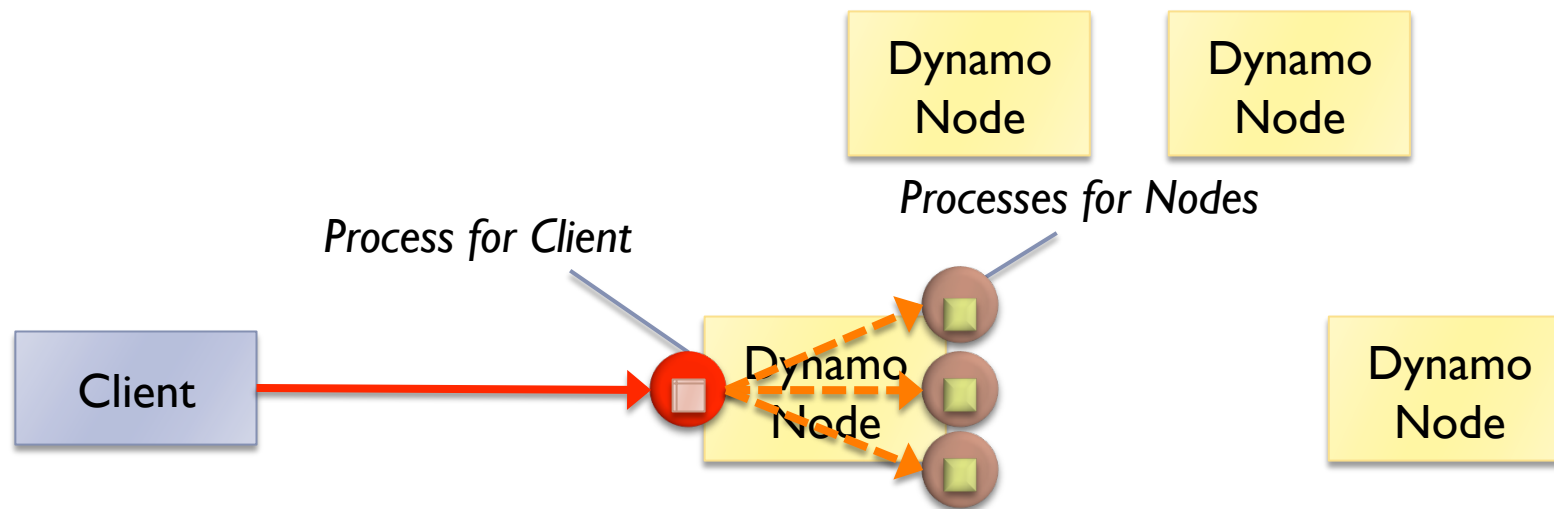 Dynamo
Node
Dynamo
Node
Processes for Nodes
Process for Client
Client
Dynamo
Node
Dynamo
Node